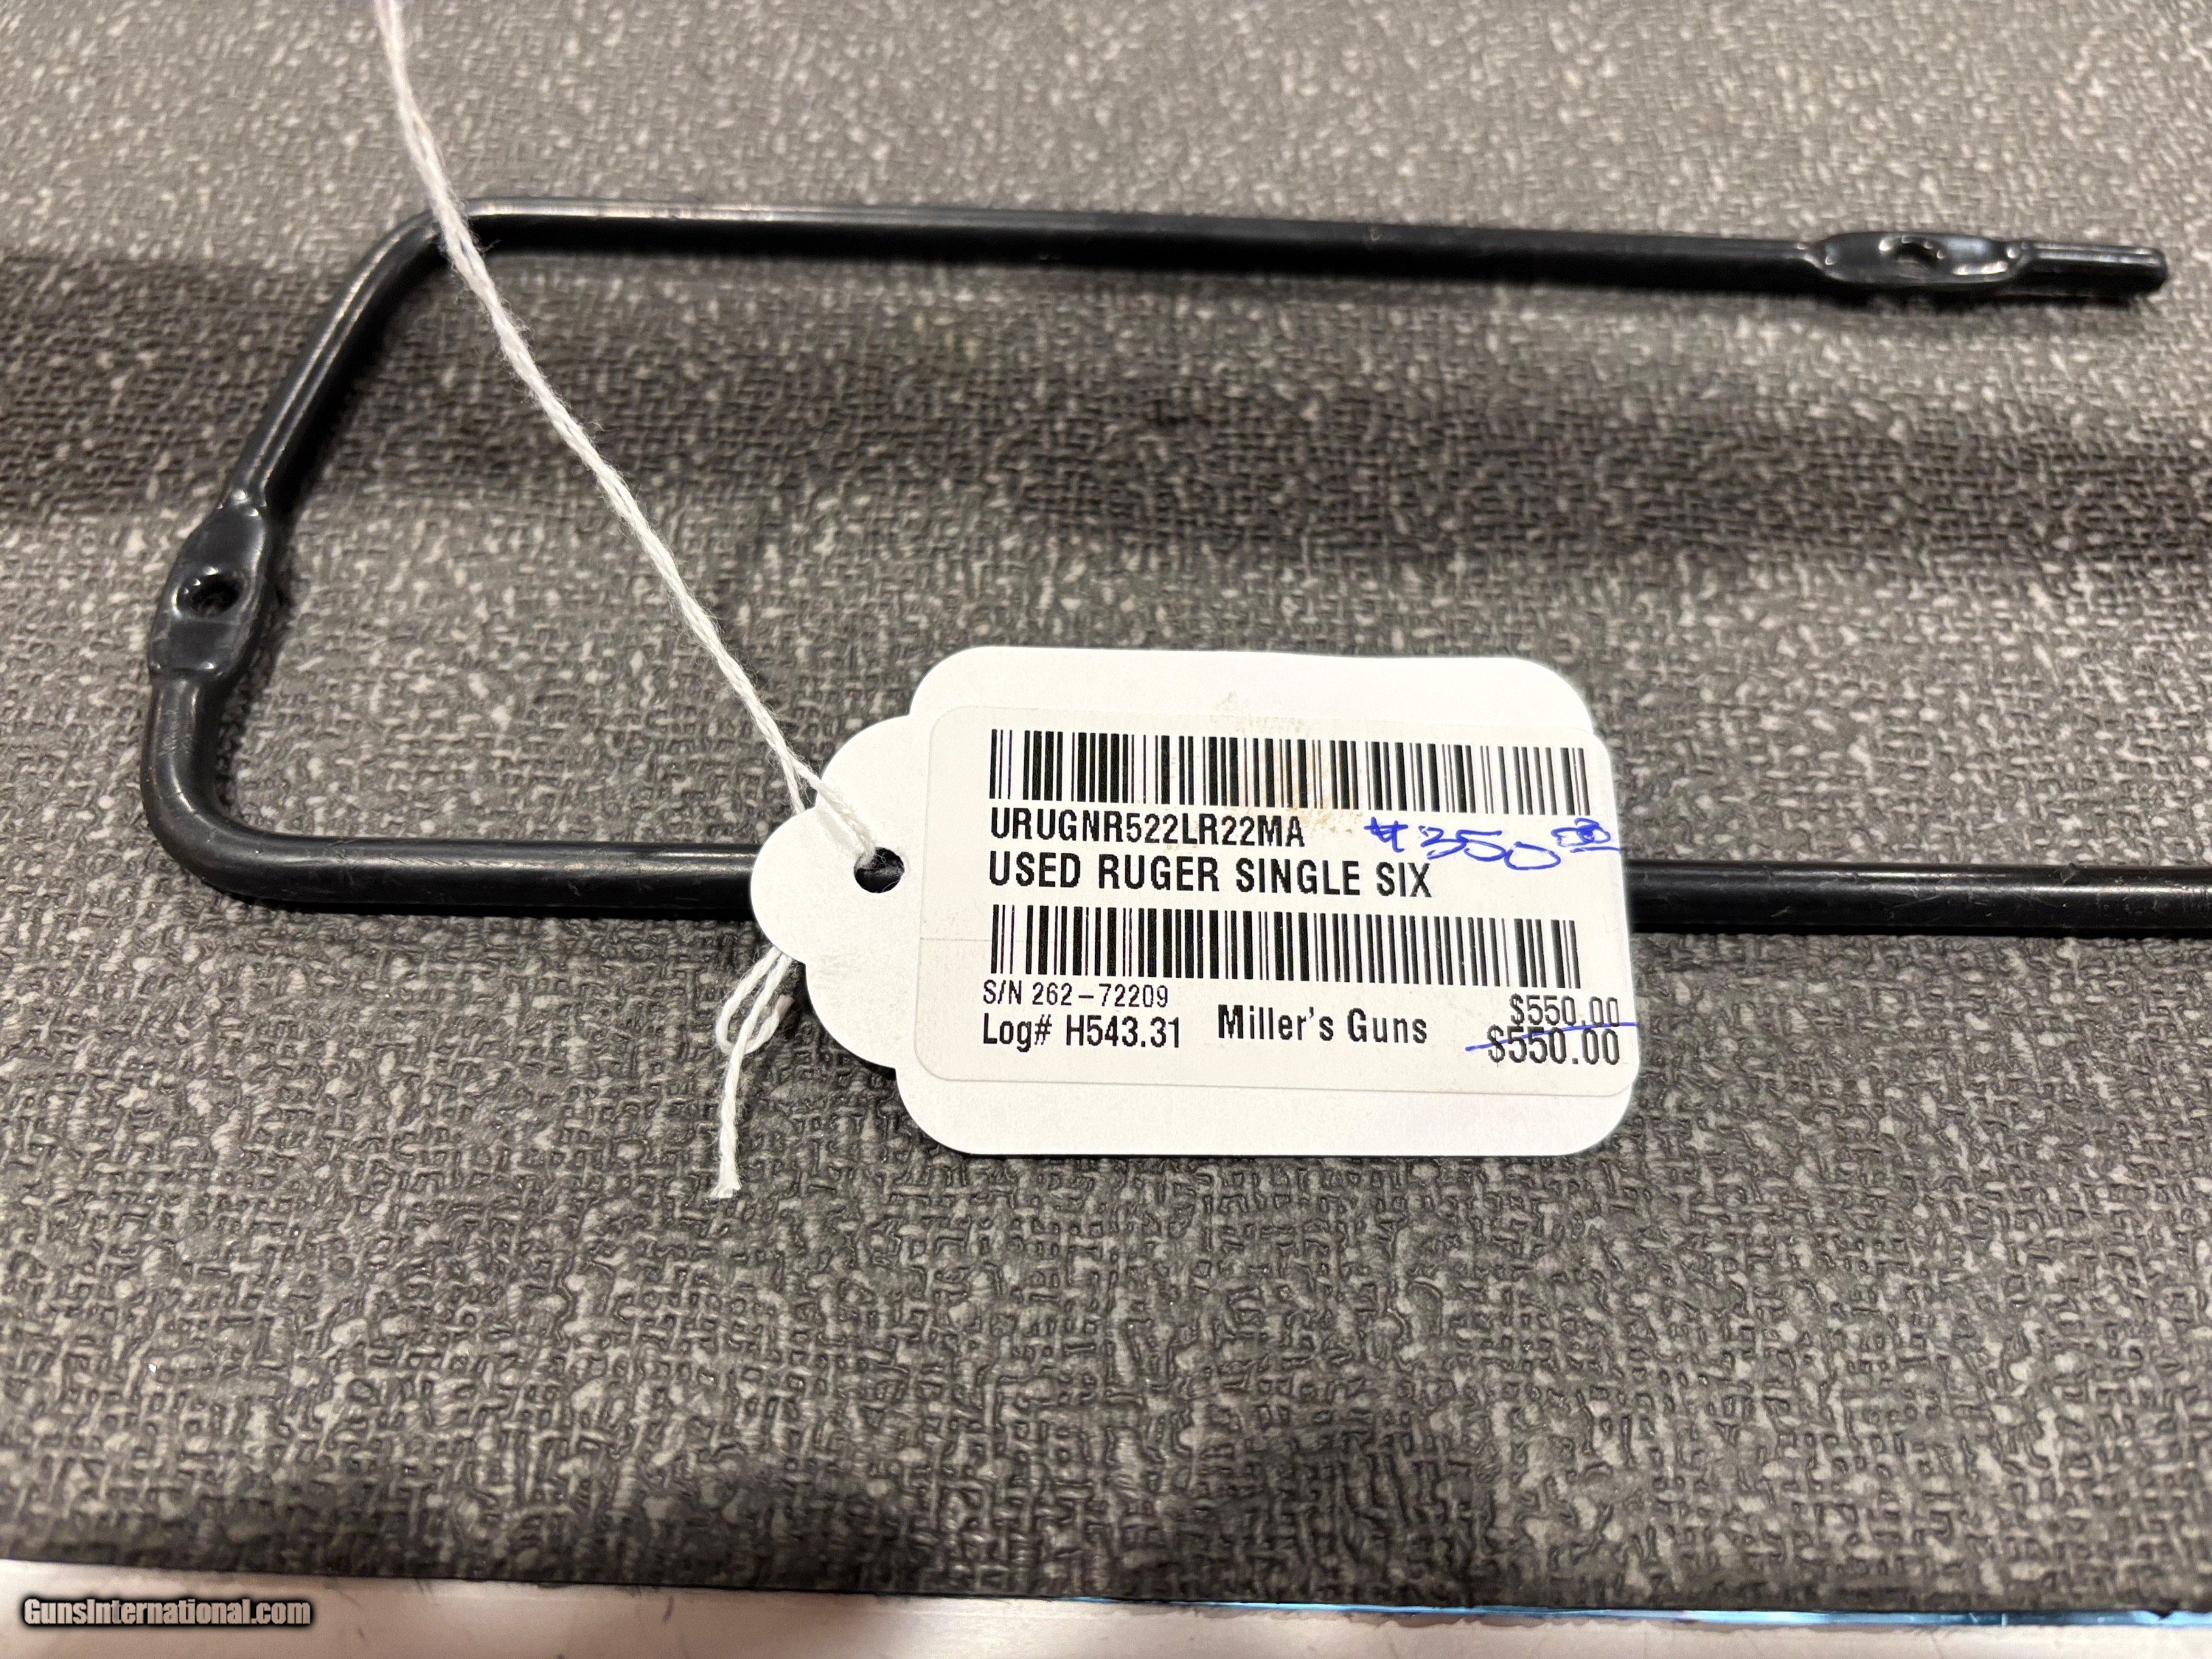 URUGNR522LR22MA $350.00
USED RUGER SINGLE SIX
S/N 262-72209
Log# H543.31 Miller's Guns $550.00
$550.00
GunsInternational.com